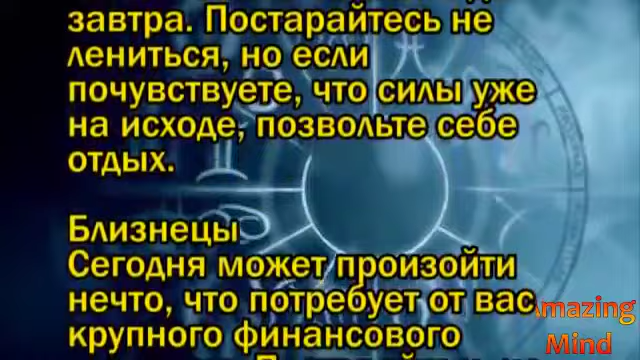 завтра. Постарайтесь не
лениться, но если
почувствуете, что силы уже
на исходе, позвольте себе
отдых.
Близнецы
Сегодня может произойти
нечто, что потребует от вас
крупного финансового
Amazing
Mind